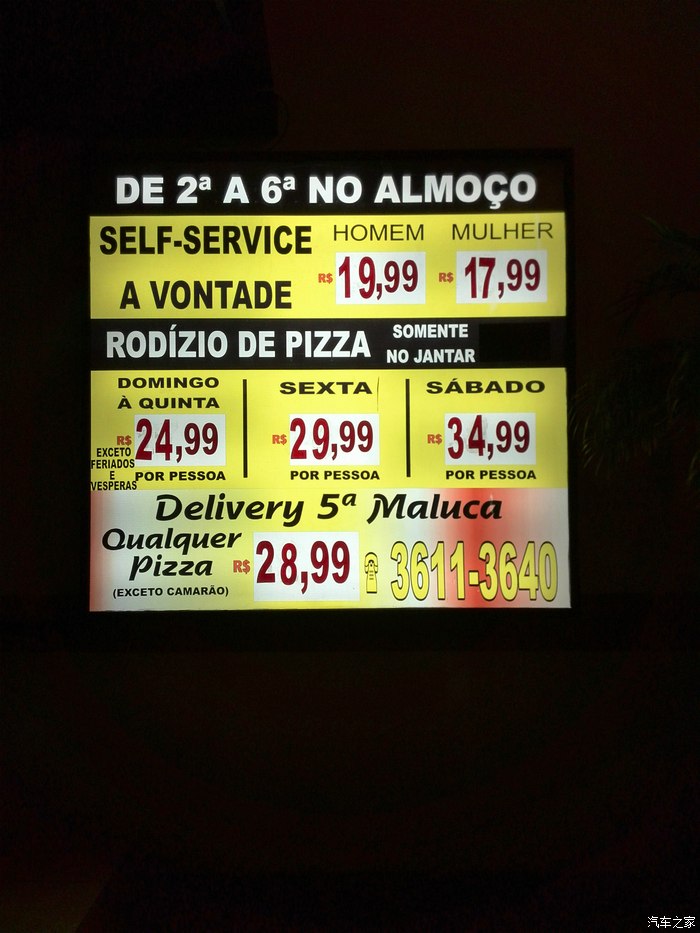 DE 2ª A 6ª NO ALMOÇO
SELF-SERVICE
A VONTADE
HOMEM
R$ 19,99
MULHER
R$ 17,99
RODÍZIO DE PIZZA
SOMENTE
NO JANTAR
DOMINGO
À QUINTA
R$ 24,99
EXCETO
FERIADOS
E
VESPERAS
POR PESSOA
SEXTA
R$ 29,99
POR PESSOA
SÁBADO
R$ 34,99
POR PESSOA
Delivery 5ª Maluca
Qualquer
Pizza
(EXCETO CAMARÃO)
R$ 28,99
3611-3640
汽车之家